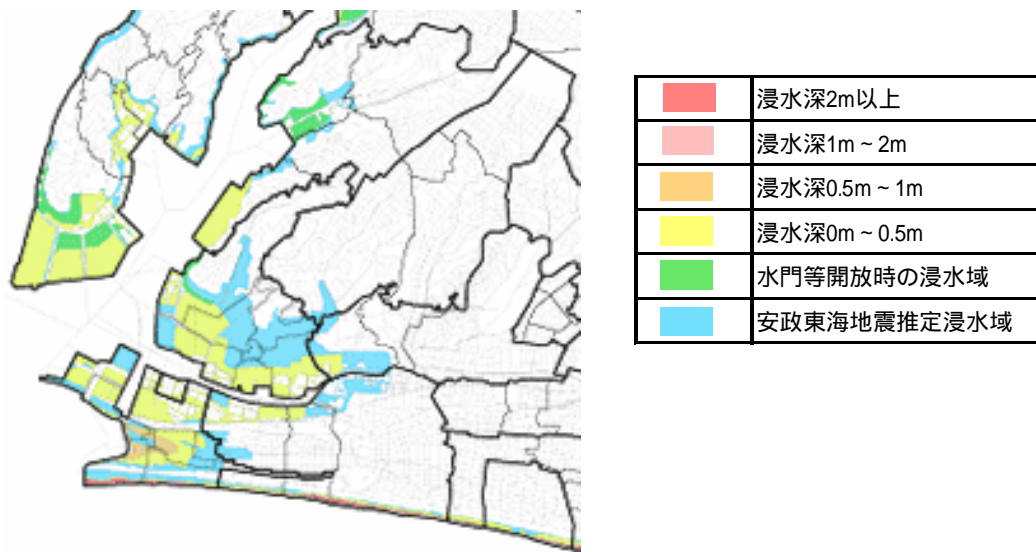 浸水深2m以上
浸水深1m ~ 2m
浸水深0.5m ~ 1m
浸水深0m ~ 0.5m
水門等開放時の浸水域
安政東海地震推定浸水域